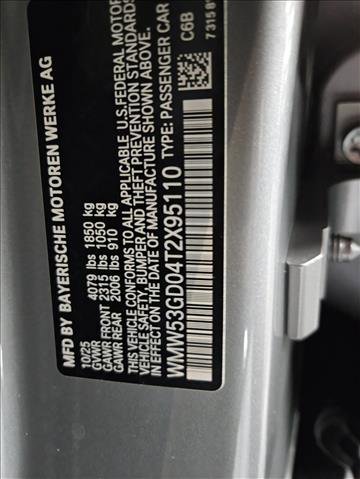 MFD BY BAYERISCHE MOTOREN WERKE AG
10/25
GVWR 4079 lbs 1850 kg
GAWR FRONT 2315 lbs 1050 kg
GAWR REAR 2006 lbs 910 kg
THIS VEHICLE CONFORMS TO ALL APPLICABLE U.S. FEDERAL MOTOR
VEHICLE SAFETY, BUMPER AND THEFT PREVENTION STANDARDS
IN EFFECT ON THE DATE OF MANUFACTURE SHOWN ABOVE.
WMW53GD04T2X95110 TYPE: PASSENGER CAR
C6B